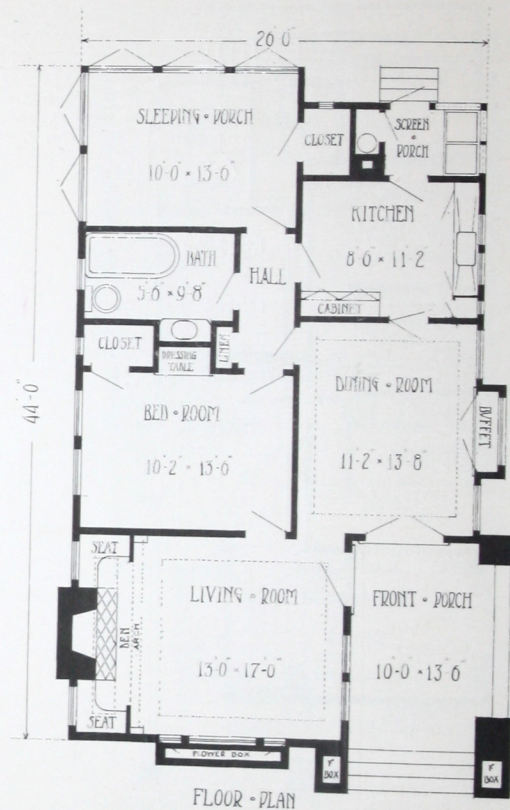 26'0"
SLEEPING • PORCH
10'-0" × 13'-6"
CLOSET
SCREEN • PORCH
KITCHEN
8'-6" × 11'-2"
CABINET
BATH
5'-6" × 9'-8"
HALL
LINEN
CLOSET
DRESSING
TABLE
44'-0"
BED • ROOM
10'-2" × 13'-6"
DINING • ROOM
11'-2" × 13'-8"
BUFFET
SEAT
DEN
ARCH
SEAT
LIVING • ROOM
13'-0" × 17'-0"
FRONT • PORCH
10'-0 × 13'-6"
FLOWER BOX
F
BOX
F
BOX
FLOOR • PLAN